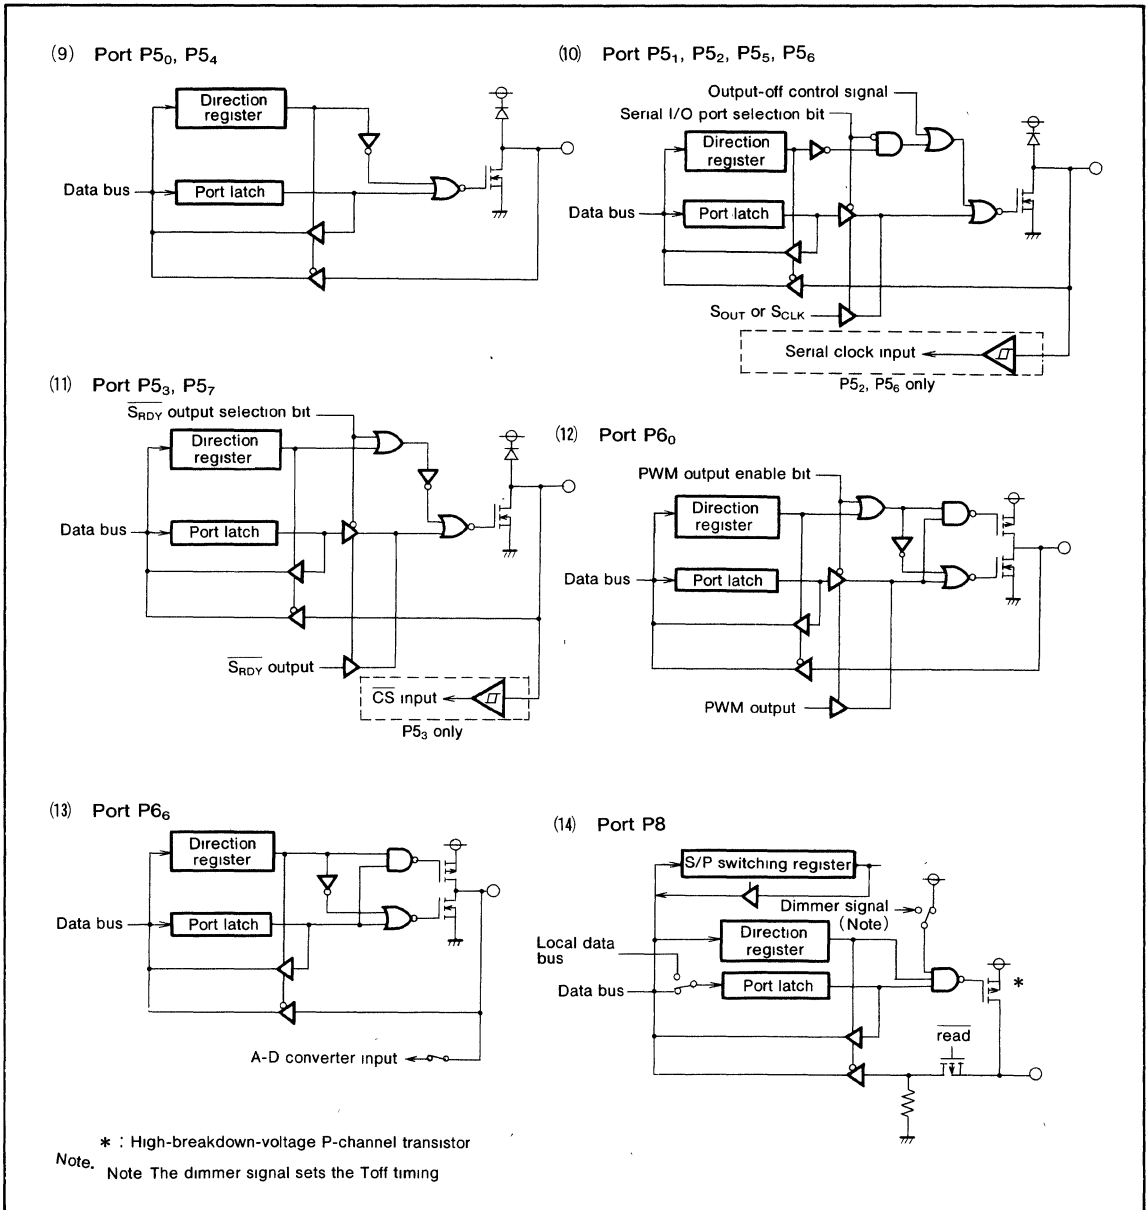 (9) Port P5₀, P5₄
Direction
register
Data bus
Port latch
(10) Port P5₁, P5₂, P5₅, P5₆
Output-off control signal
Serial I/O port selection bit
Direction
register
Data bus
Port latch
SOUT or SCLK
Serial clock input
P5₂, P5₆ only
(11) Port P5₃, P5₇
SRDY output selection bit
Direction
register
Data bus
Port latch
SRDY output
CS input
P5₃ only
(12) Port P6₀
PWM output enable bit
Direction
register
Data bus
Port latch
PWM output
(13) Port P6₆
Direction
register
Data bus
Port latch
A-D converter input
(14) Port P8
S/P switching register
Dimmer signal
(Note)
Direction
register
Local data
bus
Data bus
Port latch
*
read
* : High-breakdown-voltage P-channel transistor
Note.
Note The dimmer signal sets the Toff timing